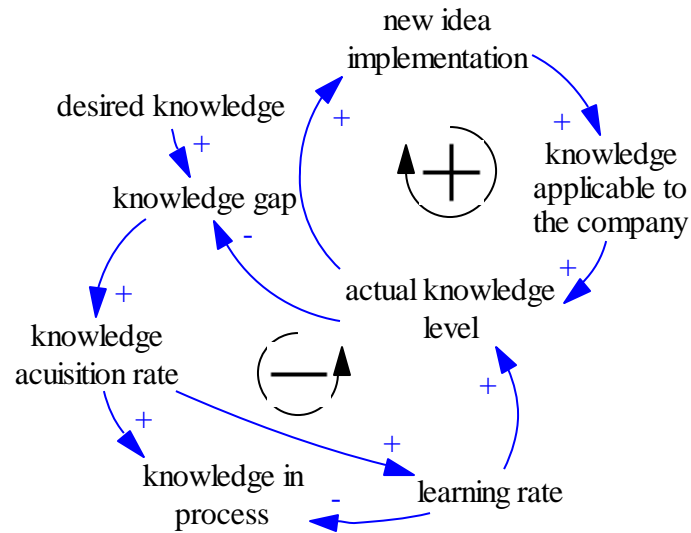 new idea
implementation
+
+
desired knowledge
+
knowledge
applicable to
the company
+
knowledge gap
-
+
actual knowledge
level
+
knowledge
acuisition rate
−
+
+
+
knowledge in
process
-
learning rate